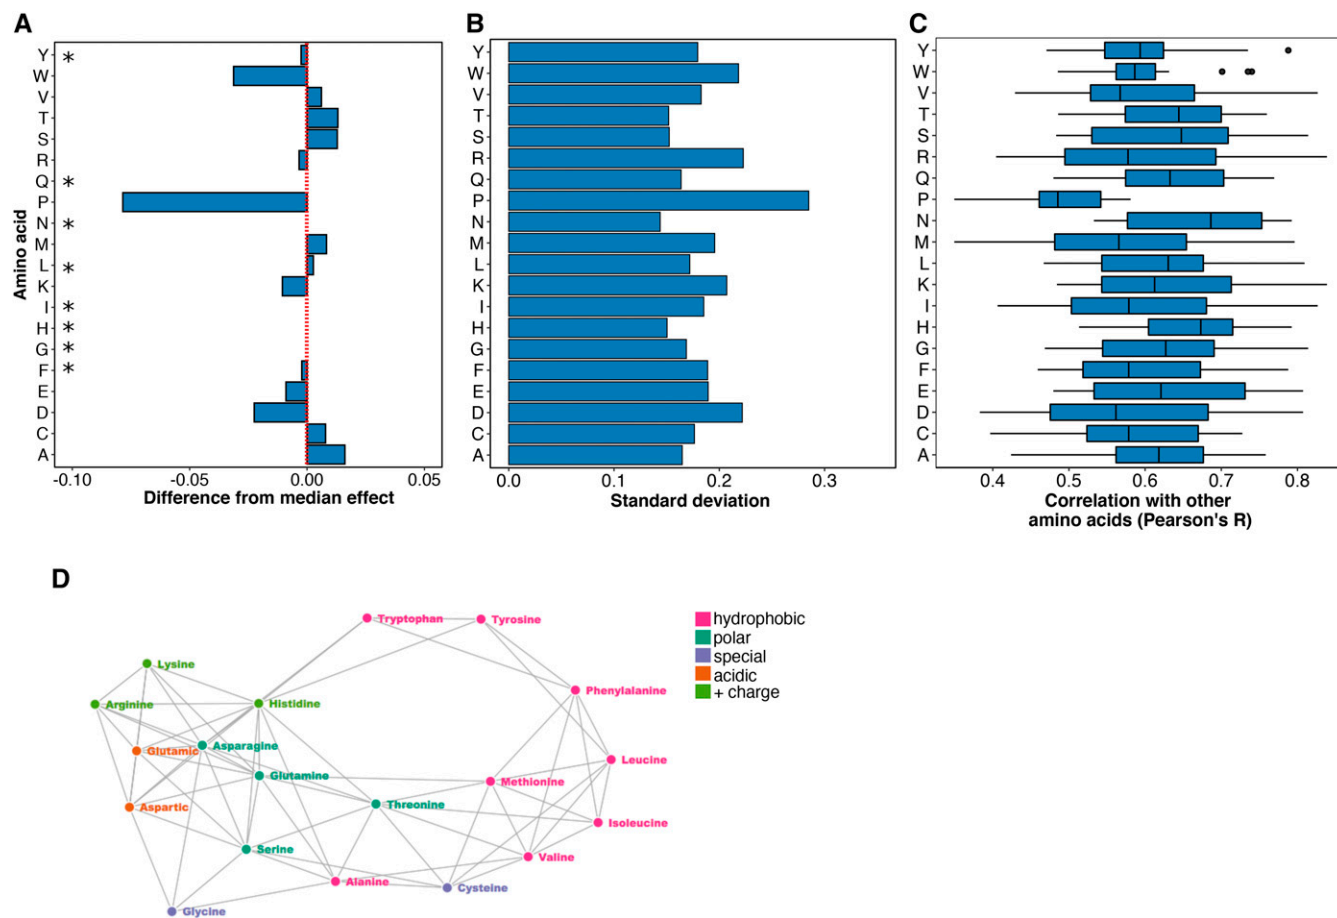 A
B
C
Amino acid
Y *
W
V
T
S
R
Q *
P
N *
M
L *
K
I *
H *
G *
F *
E
D
C
A
-0.10 -0.05 0.00 0.05
Difference from median effect
Y
W
V
T
S
R
Q
P
N
M
L
K
I
H
G
F
E
D
C
A
0.0 0.1 0.2 0.3
Standard deviation
Y
W
V
T
S
R
Q
P
N
M
L
K
I
H
G
F
E
D
C
A
0.4 0.5 0.6 0.7 0.8
Correlation with other
amino acids (Pearson's R)
D
Tryptophan
Tyrosine
Lysine
Phenylalanine
Arginine
Histidine
Glutamic
Asparagine
Leucine
Glutamine
Methionine
Aspartic
Threonine
Isoleucine
Serine
Valine
Alanine
Cysteine
Glycine
hydrophobic
polar
special
acidic
+ charge